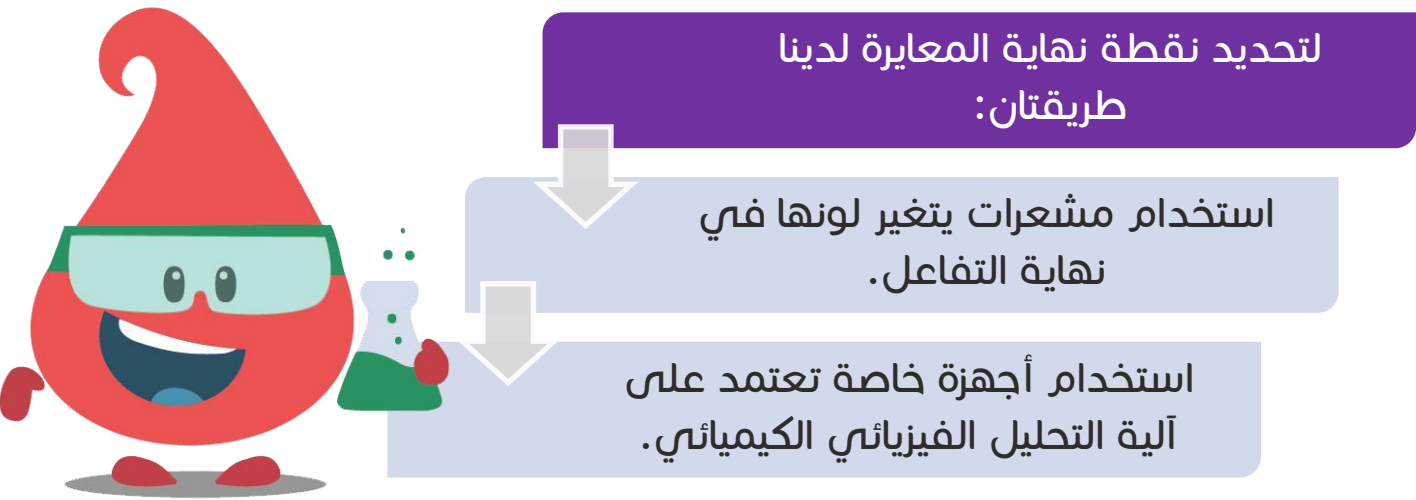 لتحديد نقطة نهاية المعايرة لدينا
طريقتان:
استخدام مشعرات يتغير لونها في
نهاية التفاعل.
استخدام أجهزة خاصة تعتمد على
آلية التحليل الفيزيائي الكيميائي.